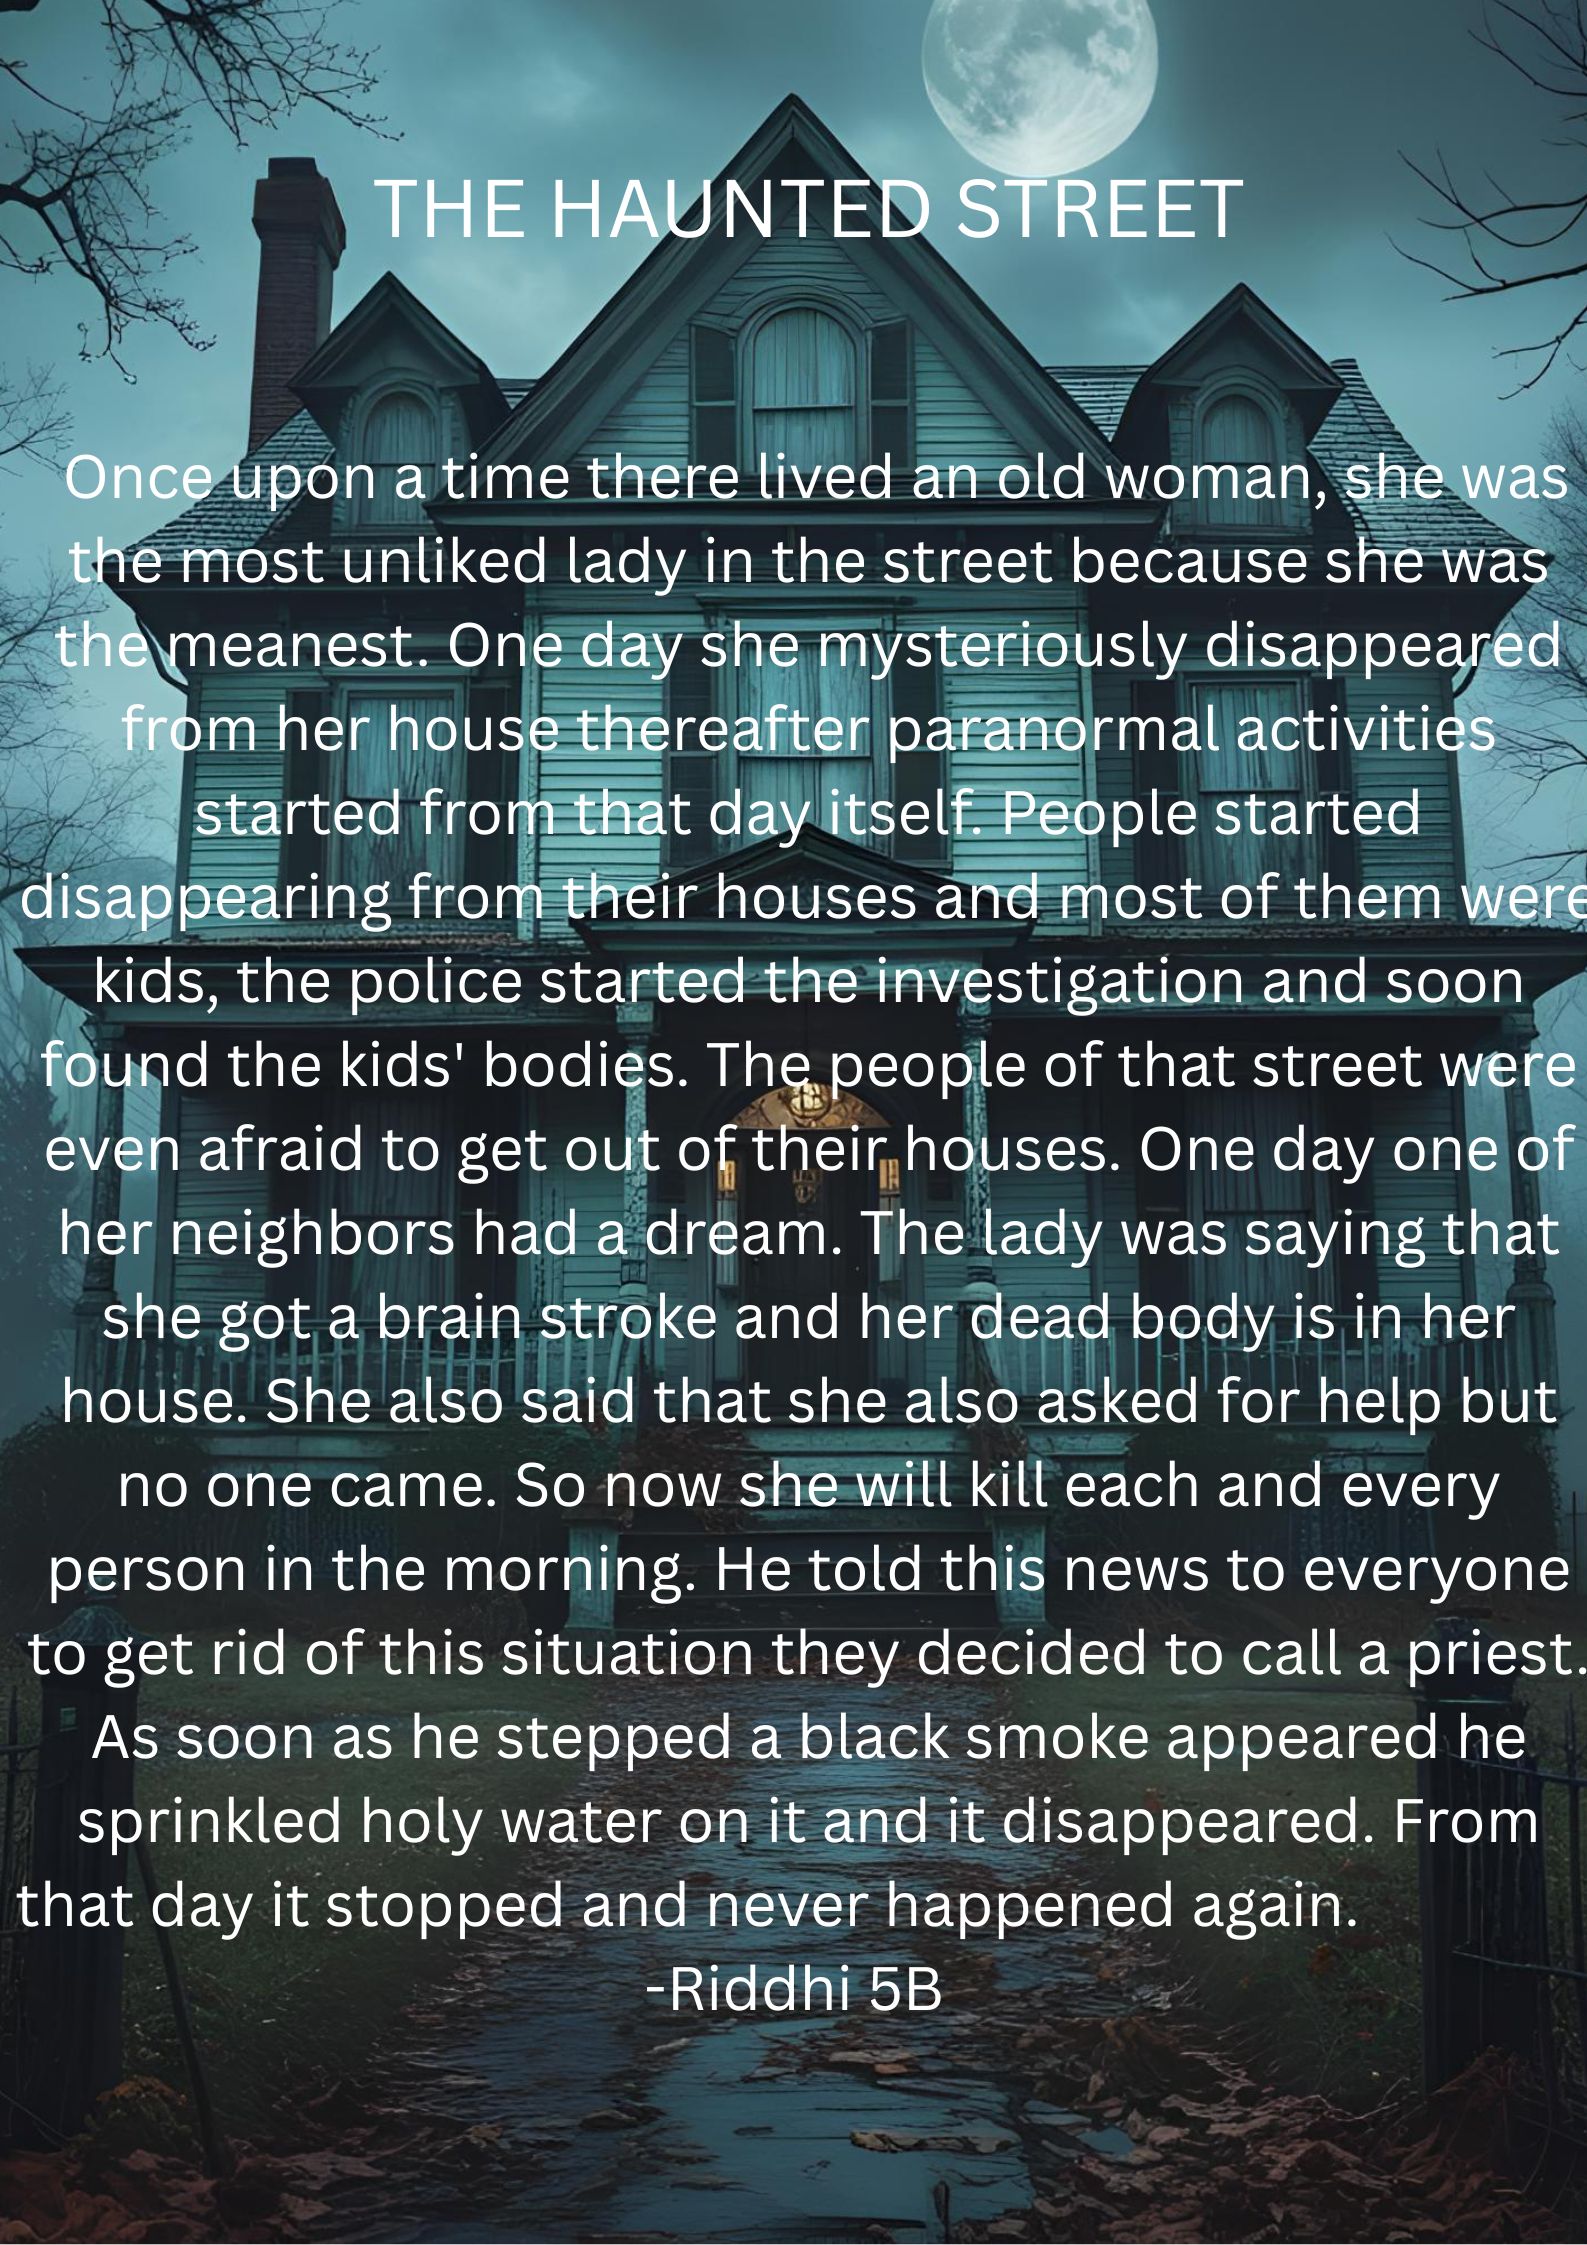 THE HAUNTED STREET
Once upon a time there lived an old woman, she was
the most unliked lady in the street because she was
the meanest. One day she mysteriously disappeared
from her house thereafter paranormal activities
started from that day itself. People started
disappearing from their houses and most of them were
kids, the police started the investigation and soon
found the kids' bodies. The people of that street were
even afraid to get out of their houses. One day one of
her neighbors had a dream. The lady was saying that
she got a brain stroke and her dead body is in her
house. She also said that she also asked for help but
no one came. So now she will kill each and every
person in the morning. He told this news to everyone
to get rid of this situation they decided to call a priest.
As soon as he stepped a black smoke appeared he
sprinkled holy water on it and it disappeared. From
that day it stopped and never happened again.
-Riddhi 5B